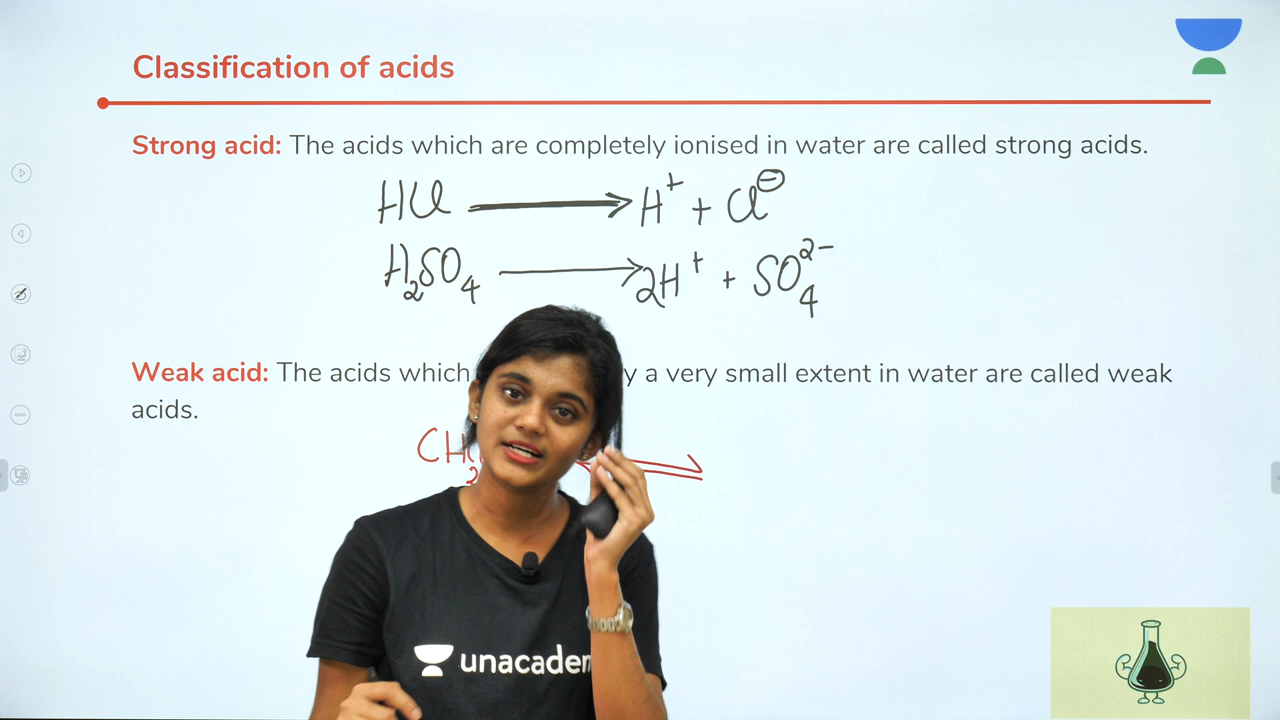 Classification of acids
Strong acid: The acids which are completely ionised in water are called strong acids.
HCl ⟶ H⁺ + Cl⊖
H₂SO₄ ⟶ 2H⁺ + SO₄²⁻
Weak acid: The acids which y a very small extent in water are called weak
acids.
CH
unacadem